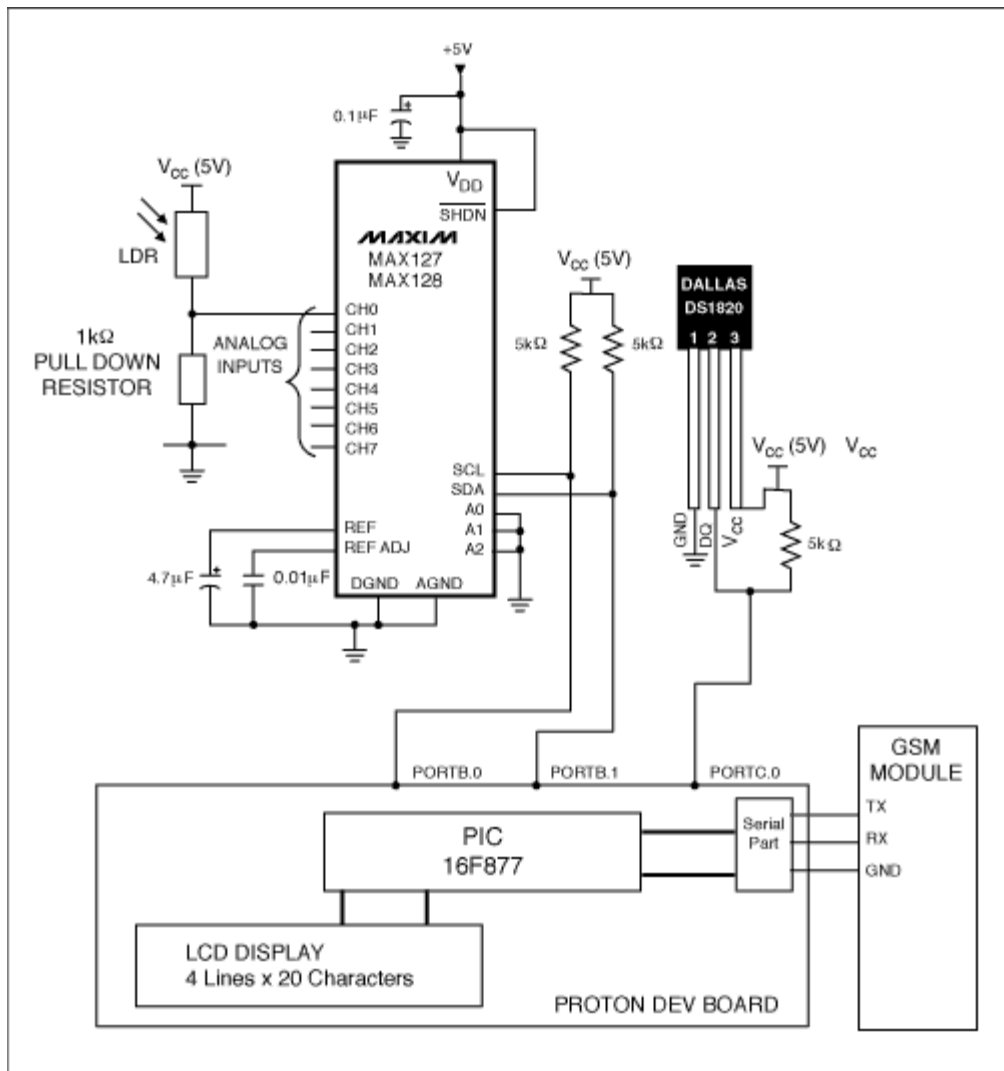 +5V
0.1µF
+
VCC (5V)
LDR
1kΩ
PULL DOWN
RESISTOR
ANALOG
INPUTS
VDD
SHDN
MAXIM
MAX127
MAX128
CH0
CH1
CH2
CH3
CH4
CH5
CH6
CH7
SCL
SDA
A0
A1
A2
REF
REF ADJ
DGND
AGND
4.7µF
+
0.01µF
VCC (5V)
5kΩ
5kΩ
DALLAS
DS1820
1 2 3
GND
DQ
VCC
VCC (5V)
VCC
5kΩ
PORTB.0
PORTB.1
PORTC.0
PIC
16F877
Serial
Part
LCD DISPLAY
4 Lines x 20 Characters
PROTON DEV BOARD
GSM
MODULE
TX
RX
GND